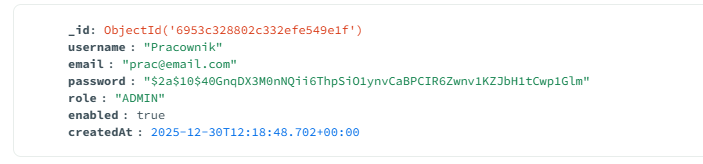 _id: ObjectId('6953c328802c332efe549e1f')
username : "Pracownik"
email : "prac@email.com"
password : "$2a$10$40GnqDX3M0nNQii6ThpSiO1ynvCaBPCIR6Zwnv1KZJbH1tCwp1Glm"
role : "ADMIN"
enabled : true
createdAt : 2025-12-30T12:18:48.702+00:00